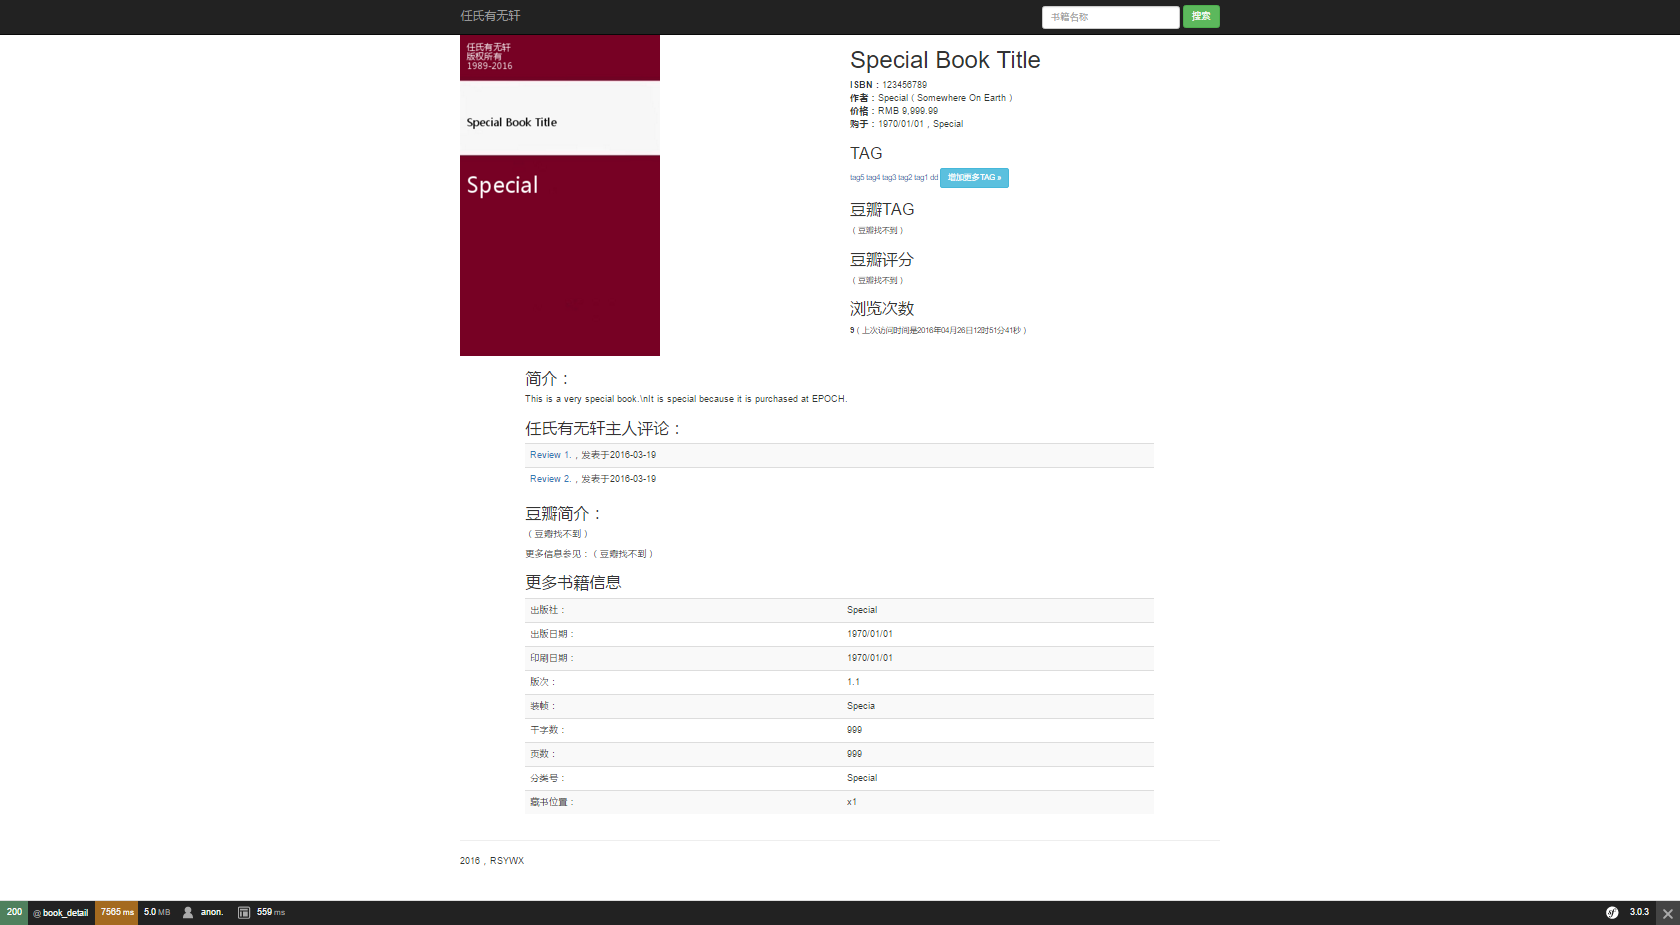 任氏有无轩
书籍名称
搜索
任氏有无轩
版权所有
1989-2016
Special Book Title
Special
Special Book Title
ISBN：123456789
作者：Special（Somewhere On Earth）
价格：RMB 9,999.99
购于：1970/01/01，Special
TAG
tag5 tag4 tag3 tag2 tag1 dd 增加更多TAG »
豆瓣TAG
（豆瓣找不到）
豆瓣评分
（豆瓣找不到）
浏览次数
9（上次访问时间是2016年04月26日12时51分41秒）
简介：
This is a very special book.\nIt is special because it is purchased at EPOCH.
任氏有无轩主人评论：
Review 1.，发表于2016-03-19
Review 2.，发表于2016-03-19
豆瓣简介：
（豆瓣找不到）
更多信息参见：（豆瓣找不到）
更多书籍信息
出版社： Special
出版日期： 1970/01/01
印刷日期： 1970/01/01
版次： 1.1
装帧： Specia
千字数： 999
页数： 999
分类号： Special
藏书位置： x1
2016，RSYWX
200 @ book_detail 7565 ms 5.0 MB anon. 559 ms sf 3.0.3